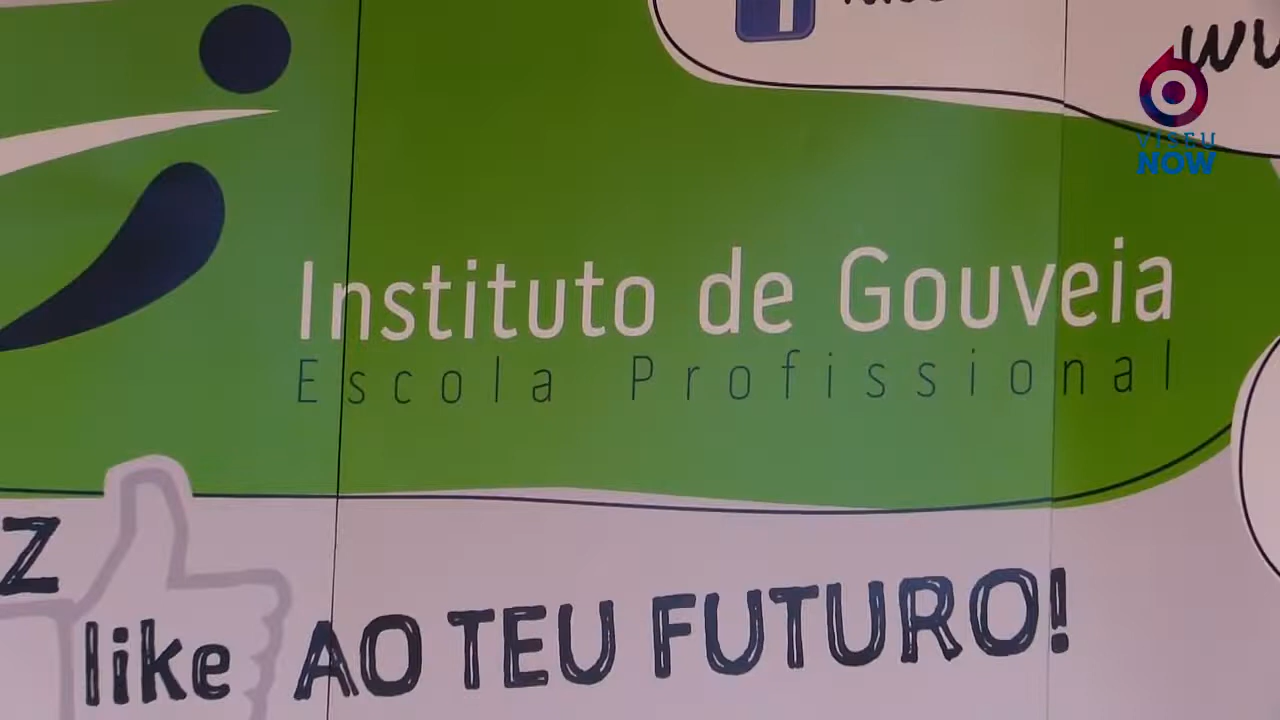 VISEU
NOW
Instituto de Gouveia
Escola Profissional
like AO TEU FUTURO!